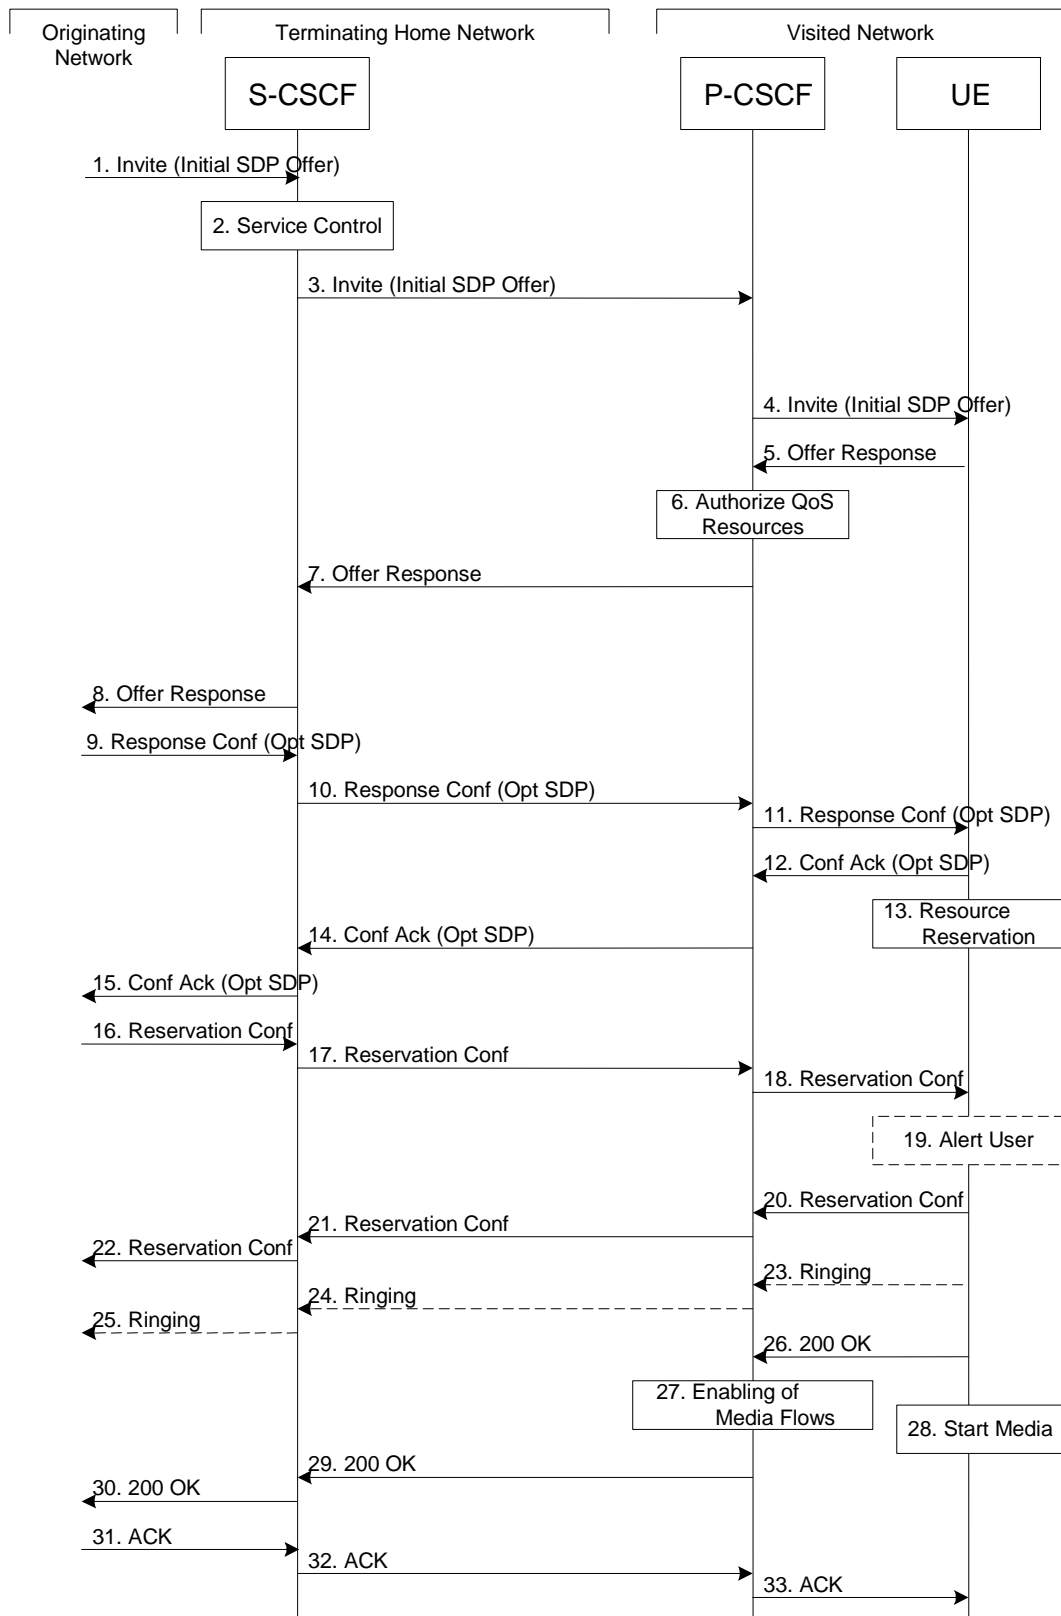 Originating
Network
Terminating Home Network
Visited Network
S-CSCF
P-CSCF
UE
1. Invite (Initial SDP Offer)
2. Service Control
3. Invite (Initial SDP Offer)
4. Invite (Initial SDP Offer)
5. Offer Response
6. Authorize QoS
Resources
7. Offer Response
8. Offer Response
9. Response Conf (Opt SDP)
10. Response Conf (Opt SDP)
11. Response Conf (Opt SDP)
12. Conf Ack (Opt SDP)
13. Resource
Reservation
14. Conf Ack (Opt SDP)
15. Conf Ack (Opt SDP)
16. Reservation Conf
17. Reservation Conf
18. Reservation Conf
19. Alert User
20. Reservation Conf
21. Reservation Conf
22. Reservation Conf
23. Ringing
24. Ringing
25. Ringing
26. 200 OK
27. Enabling of
Media Flows
28. Start Media
29. 200 OK
30. 200 OK
31. ACK
32. ACK
33. ACK